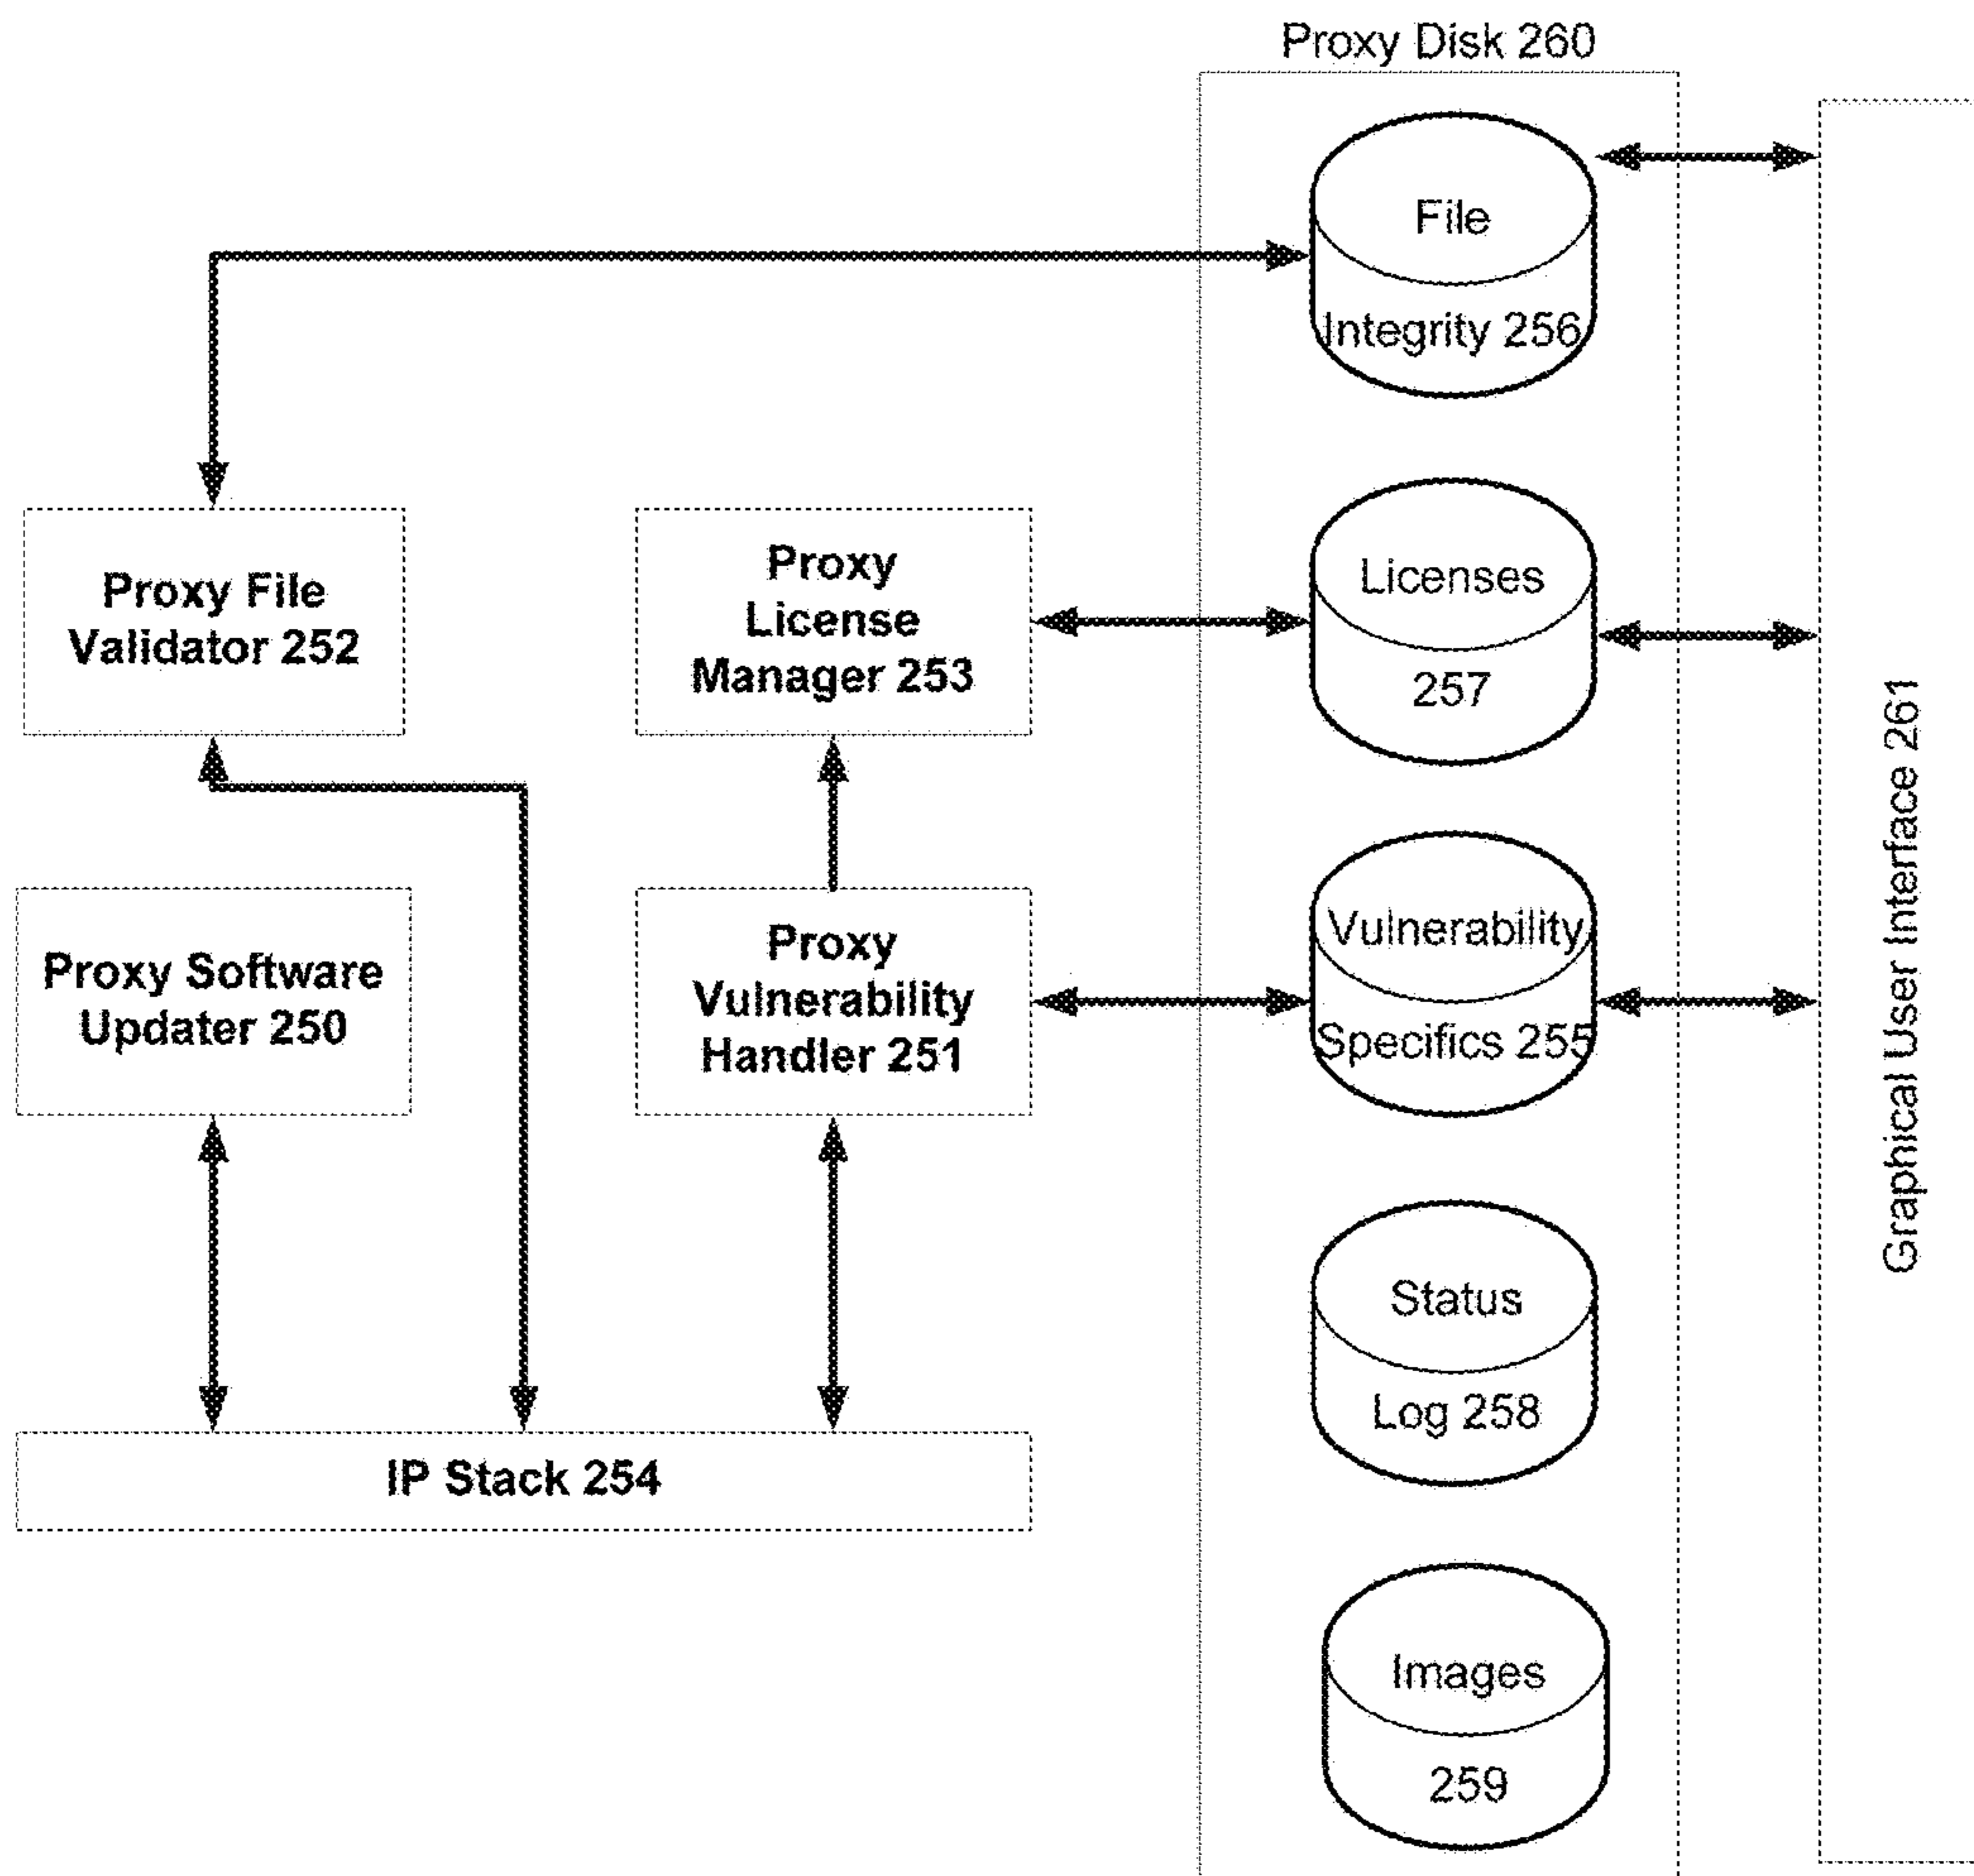 Proxy Disk 260
File
Integrity 256
Proxy File
Validator 252
Proxy
License
Manager 253
Licenses
257
Proxy Software
Updater 250
Proxy
Vulnerability
Handler 251
Vulnerability
Specifics 255
Graphical User Interface 261
Status
Log 258
IP Stack 254
Images
259